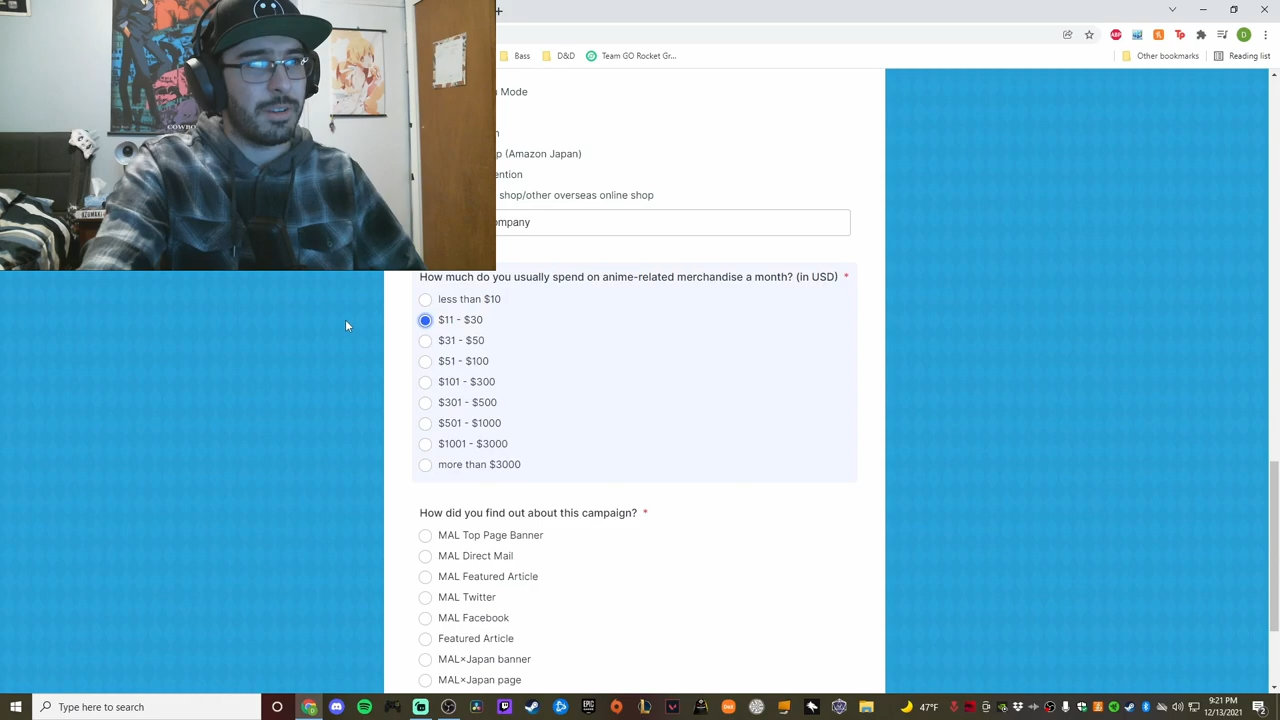 COWBO
OZUMAKI
Bass
D&D
Team GO Rocket Gr...
Other bookmarks
Reading list
Mode
(Amazon Japan)
shop/other overseas online shop
How much do you usually spend on anime-related merchandise a month? (in USD) *
less than $10
$11 - $30
$31 - $50
$51 - $100
$101 - $300
$301 - $500
$501 - $1000
$1001 - $3000
more than $3000
How did you find out about this campaign? *
MAL Top Page Banner
MAL Direct Mail
MAL Featured Article
MAL Twitter
MAL Facebook
Featured Article
MAL×Japan banner
MAL×Japan page
Type here to search
47°F
9:21 PM
12/13/2021